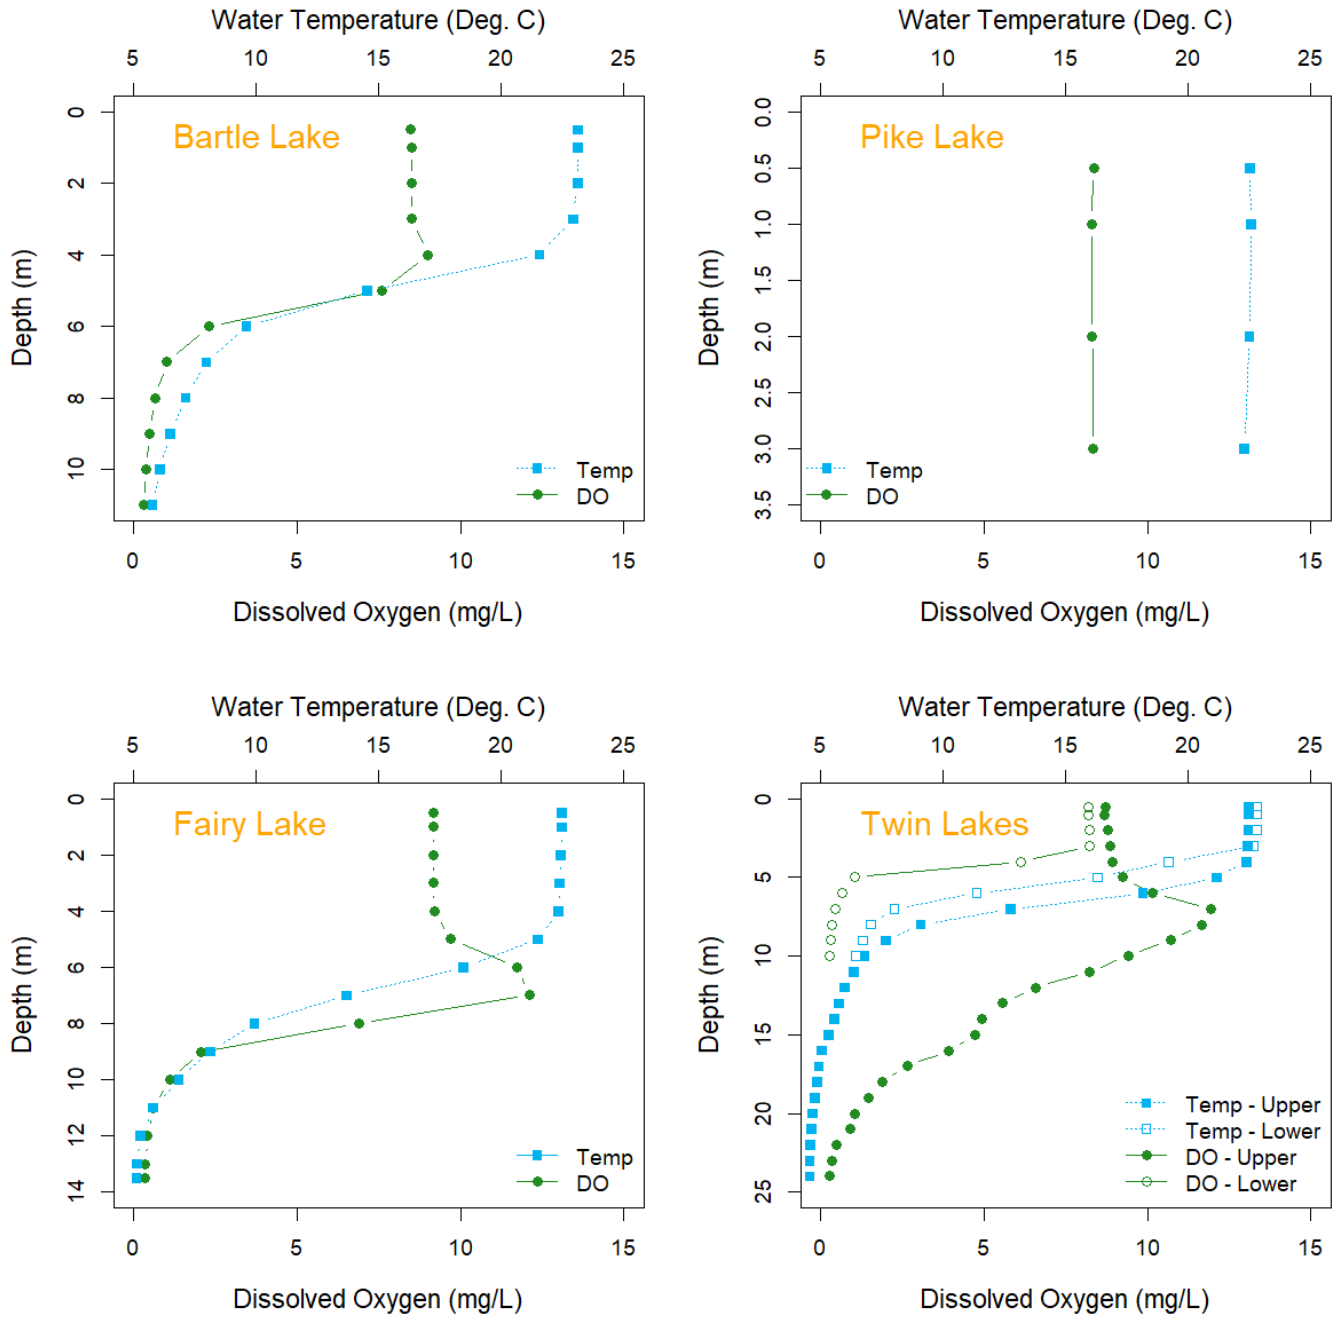 Water Temperature (Deg. C)
5 10 15 20 25
Bartle Lake
Depth (m)
0
2
4
6
8
10
Temp
DO
0 5 10 15
Dissolved Oxygen (mg/L)
Water Temperature (Deg. C)
5 10 15 20 25
Pike Lake
Depth (m)
0.0
0.5
1.0
1.5
2.0
2.5
3.0
3.5
Temp
DO
0 5 10 15
Dissolved Oxygen (mg/L)
Water Temperature (Deg. C)
5 10 15 20 25
Fairy Lake
Depth (m)
0
2
4
6
8
10
12
14
Temp
DO
0 5 10 15
Dissolved Oxygen (mg/L)
Water Temperature (Deg. C)
5 10 15 20 25
Twin Lakes
Depth (m)
0
5
10
15
20
25
Temp - Upper
Temp - Lower
DO - Upper
DO - Lower
0 5 10 15
Dissolved Oxygen (mg/L)